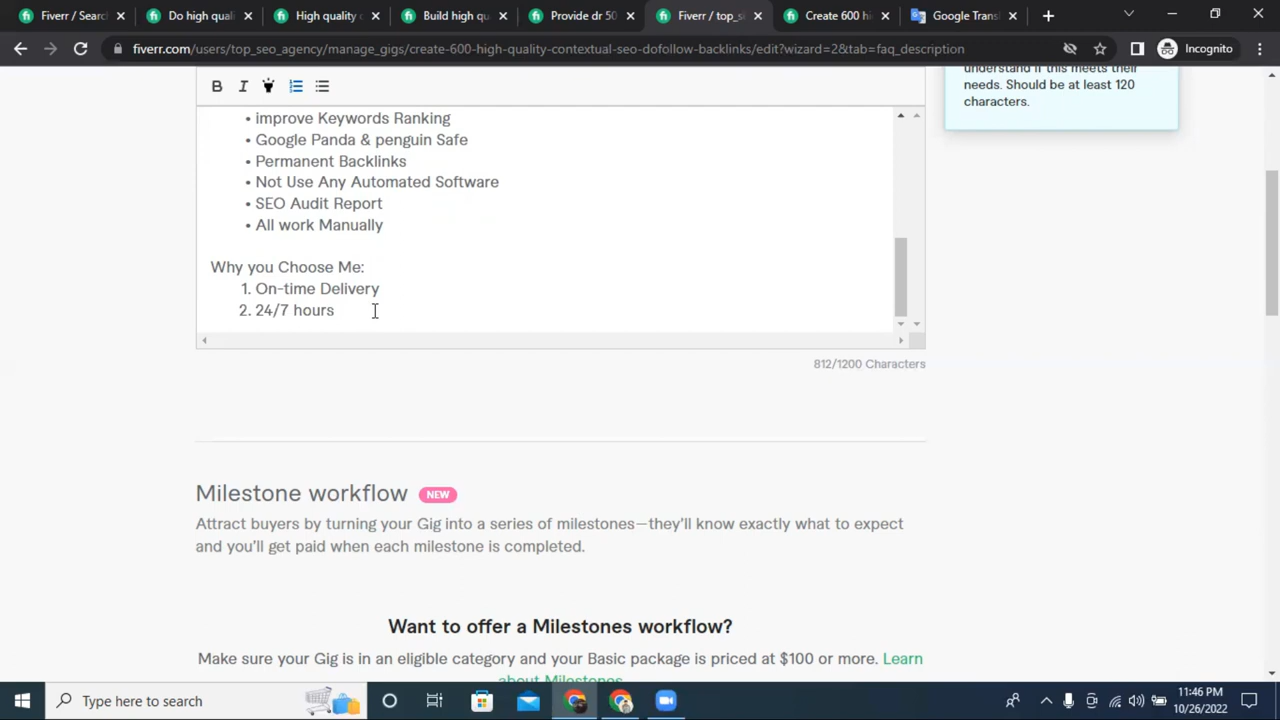 Fiverr / Sear
Do high quali
High quality
Build high qu
Provide dr 50
Fiverr / top_s
Create 600 hi
Google Trans
fiverr.com/users/top_seo_agency/manage_gigs/create-600-high-quality-contextual-seo-dofollow-backlinks/edit?wizard=2&tab=faq_description
Incognito
understand if this meets their
needs. Should be at least 120
characters.
B I
• improve Keywords Ranking
• Google Panda & penguin Safe
• Permanent Backlinks
• Not Use Any Automated Software
• SEO Audit Report
• All work Manually
Why you Choose Me:
1. On-time Delivery
2. 24/7 hours
812/1200 Characters
Milestone workflow NEW
Attract buyers by turning your Gig into a series of milestones—they'll know exactly what to expect
and you'll get paid when each milestone is completed.
Want to offer a Milestones workflow?
Make sure your Gig is in an eligible category and your Basic package is priced at $100 or more. Learn
about Milestones
Type here to search
11:46 PM
10/26/2022